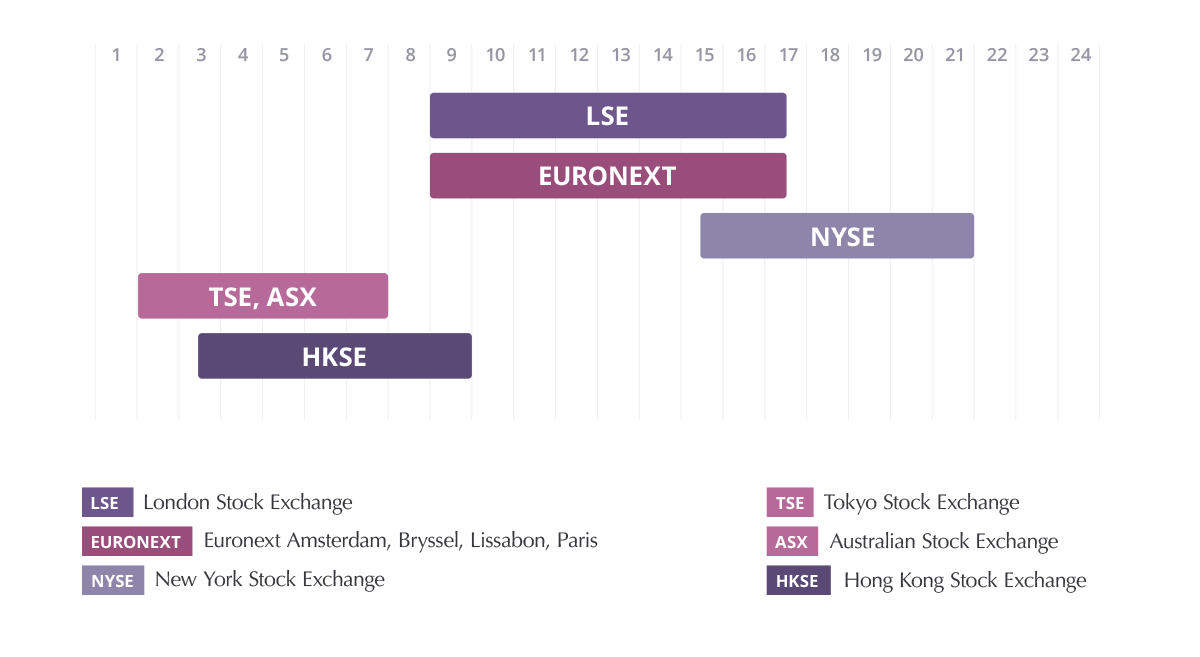 1 2 3 4 5 6 7 8 9 10 11 12 13 14 15 16 17 18 19 20 21 22 23 24
LSE
EURONEXT
NYSE
TSE, ASX
HKSE
LSE London Stock Exchange
EURONEXT Euronext Amsterdam, Bryssel, Lissabon, Paris
NYSE New York Stock Exchange
TSE Tokyo Stock Exchange
ASX Australian Stock Exchange
HKSE Hong Kong Stock Exchange